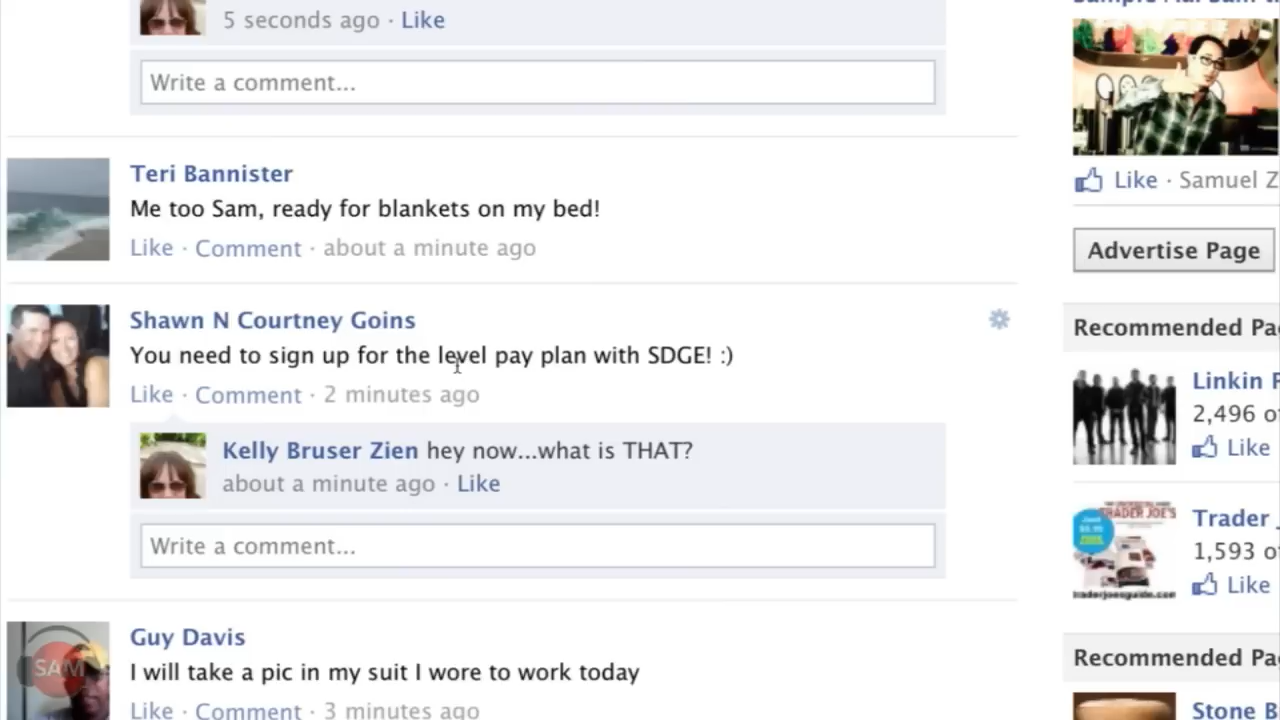 5 seconds ago · Like
Write a comment...
Teri Bannister
Me too Sam, ready for blankets on my bed!
Like · Comment · about a minute ago
Shawn N Courtney Goins
You need to sign up for the level pay plan with SDGE! :)
Like · Comment · 2 minutes ago
Kelly Bruser Zien hey now...what is THAT?
about a minute ago · Like
Write a comment...
Guy Davis
I will take a pic in my suit I wore to work today
Like · Comment · 3 minutes ago
SAM
Like · Samuel Z
Advertise Page
Recommended Pa
Linkin
2,496 o
Like
Trader
1,593 o
Like
TRADER JOE'S
Recommended Pa
Stone B